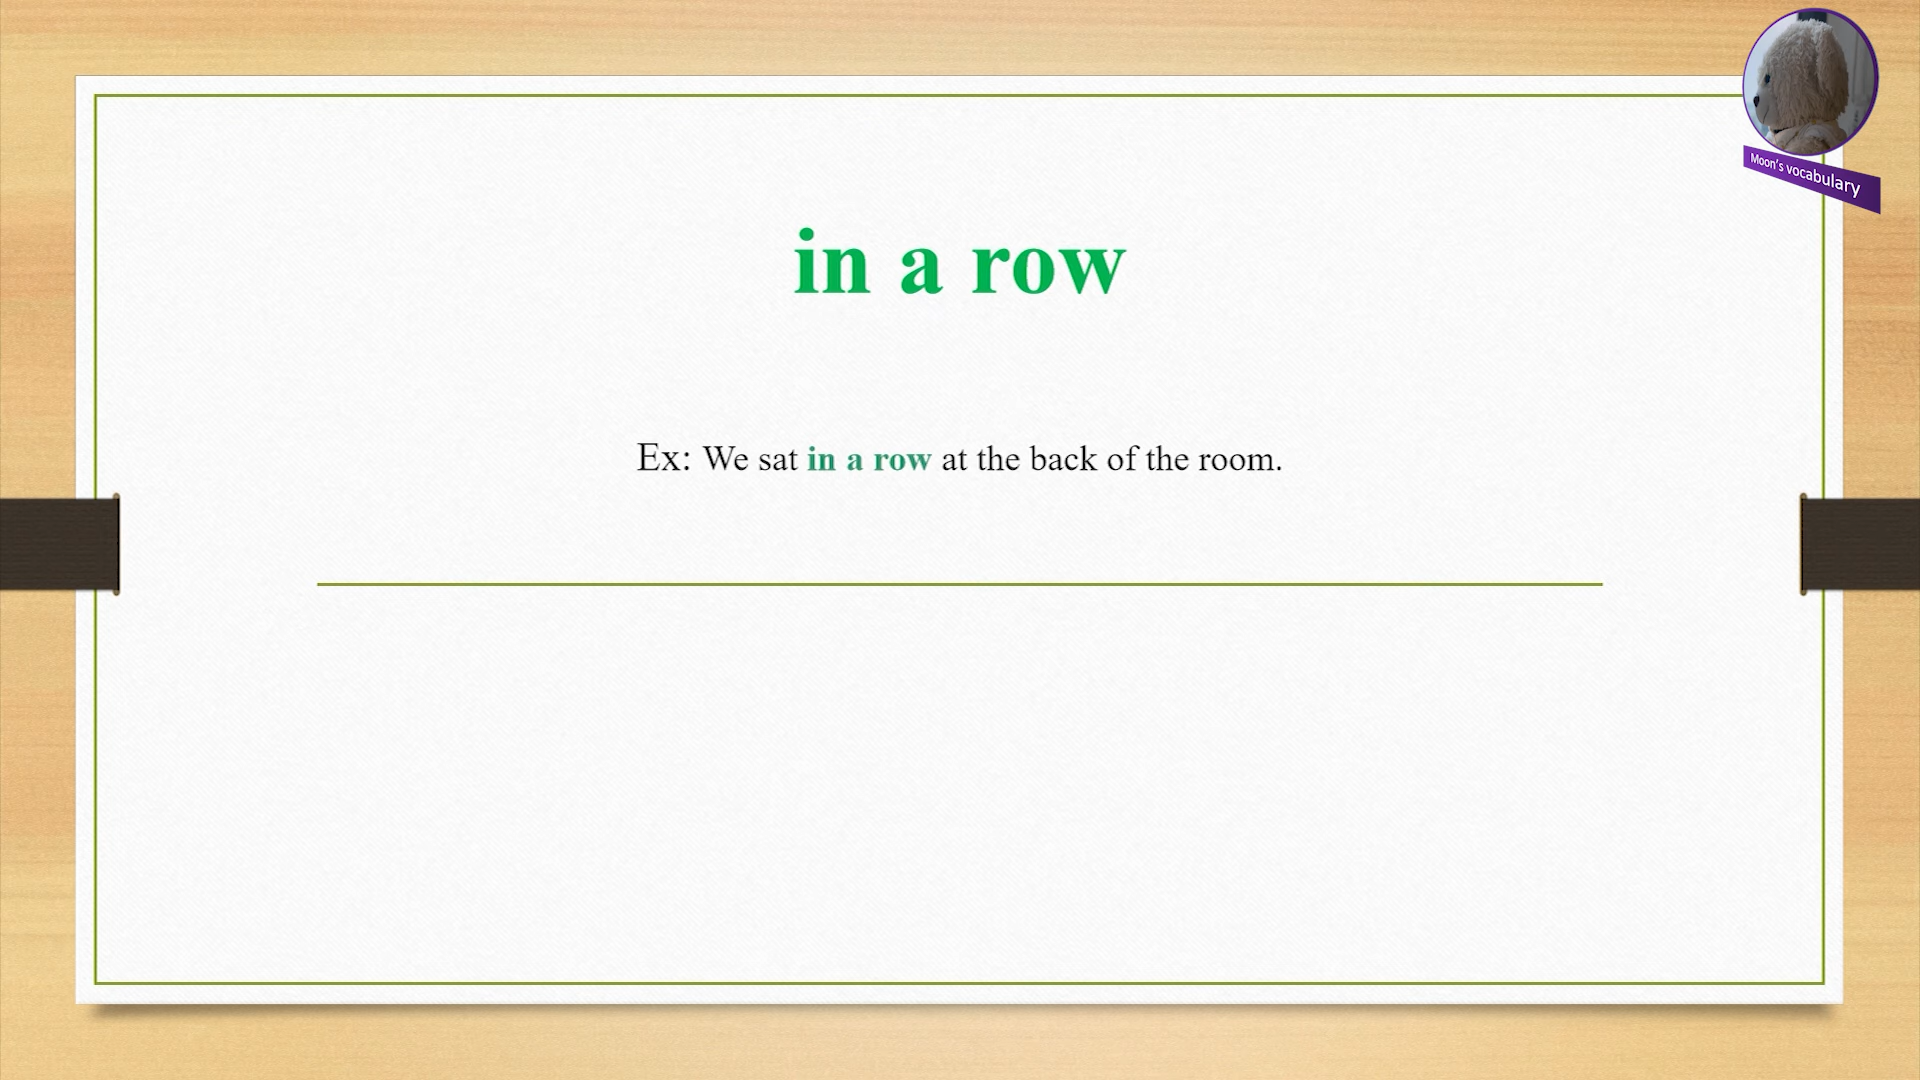 Moon's vocabulary
in a row
Ex: We sat in a row at the back of the room.